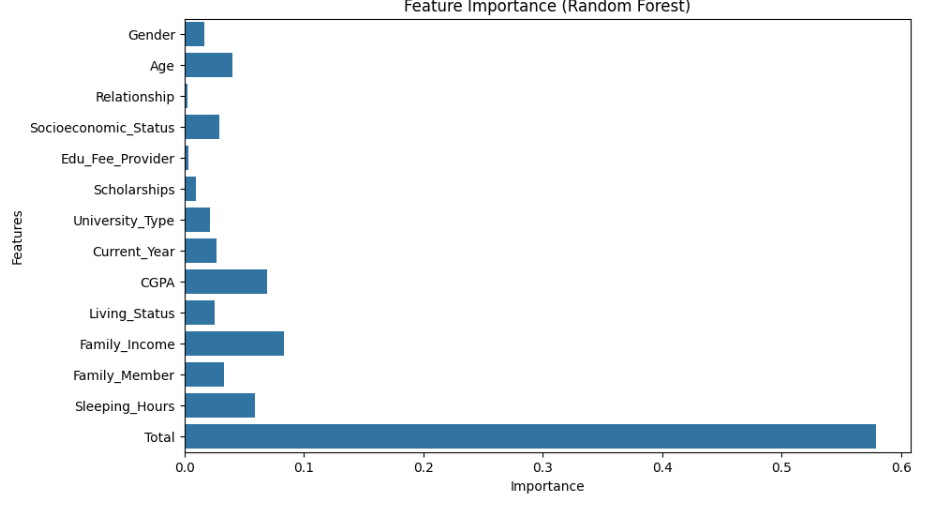 Feature Importance (Random Forest)
Features
Gender
Age
Relationship
Socioeconomic_Status
Edu_Fee_Provider
Scholarships
University_Type
Current_Year
CGPA
Living_Status
Family_Income
Family_Member
Sleeping_Hours
Total
0.0 0.1 0.2 0.3 0.4 0.5 0.6
Importance